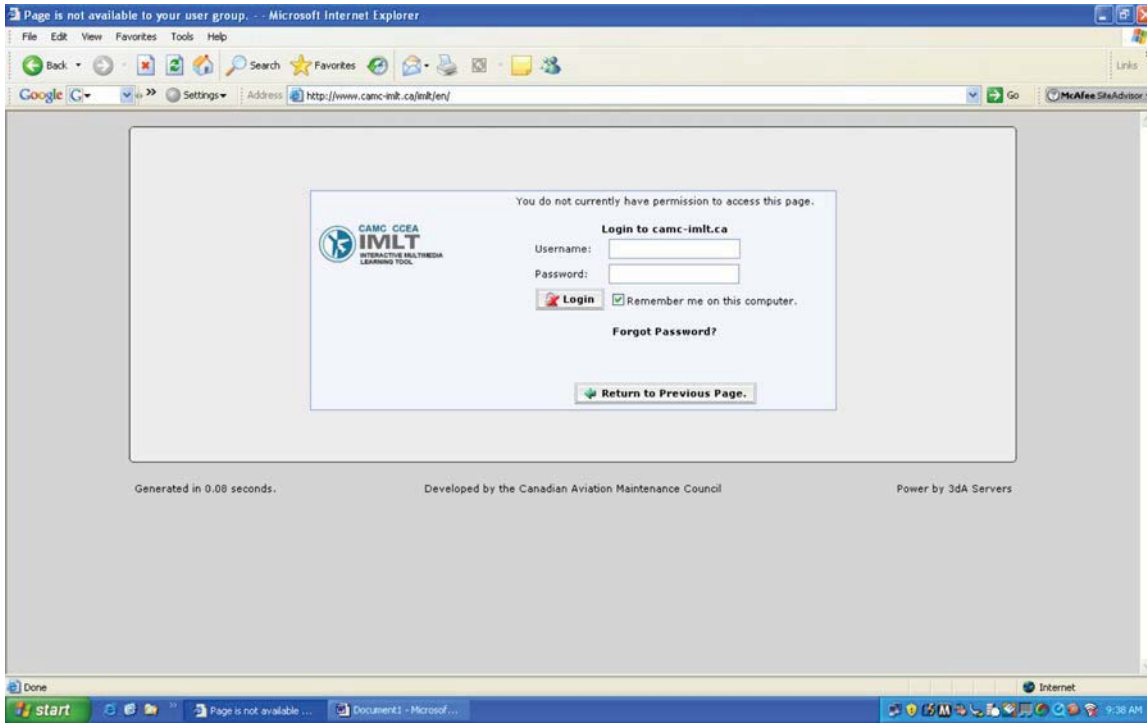 Page is not available to your user group. - - Microsoft Internet Explorer
File Edit View Favorites Tools Help
Back Search Favorites Links
Google Settings Address http://www.camc-imlt.ca/imlt/en/ Go McAfee SiteAdvisor
You do not currently have permission to access this page.
CAMC CCEA
IMLT
INTERACTIVE MULTIMEDIA
LEARNING TOOL
Login to camc-imlt.ca
Username:
Password:
Login Remember me on this computer.
Forgot Password?
Return to Previous Page.
Generated in 0.08 seconds. Developed by the Canadian Aviation Maintenance Council Power by 3dA Servers
Done Internet
start Page is not available ... Document1 - Microsof... 9:38 AM